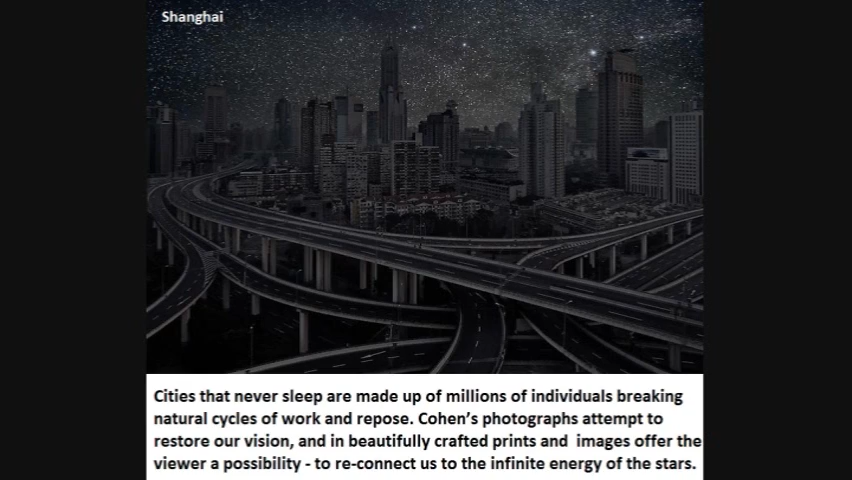 Shanghai
Cities that never sleep are made up of millions of individuals breaking
natural cycles of work and repose. Cohen's photographs attempt to
restore our vision, and in beautifully crafted prints and  images offer the
viewer a possibility - to re-connect us to the infinite energy of the stars.